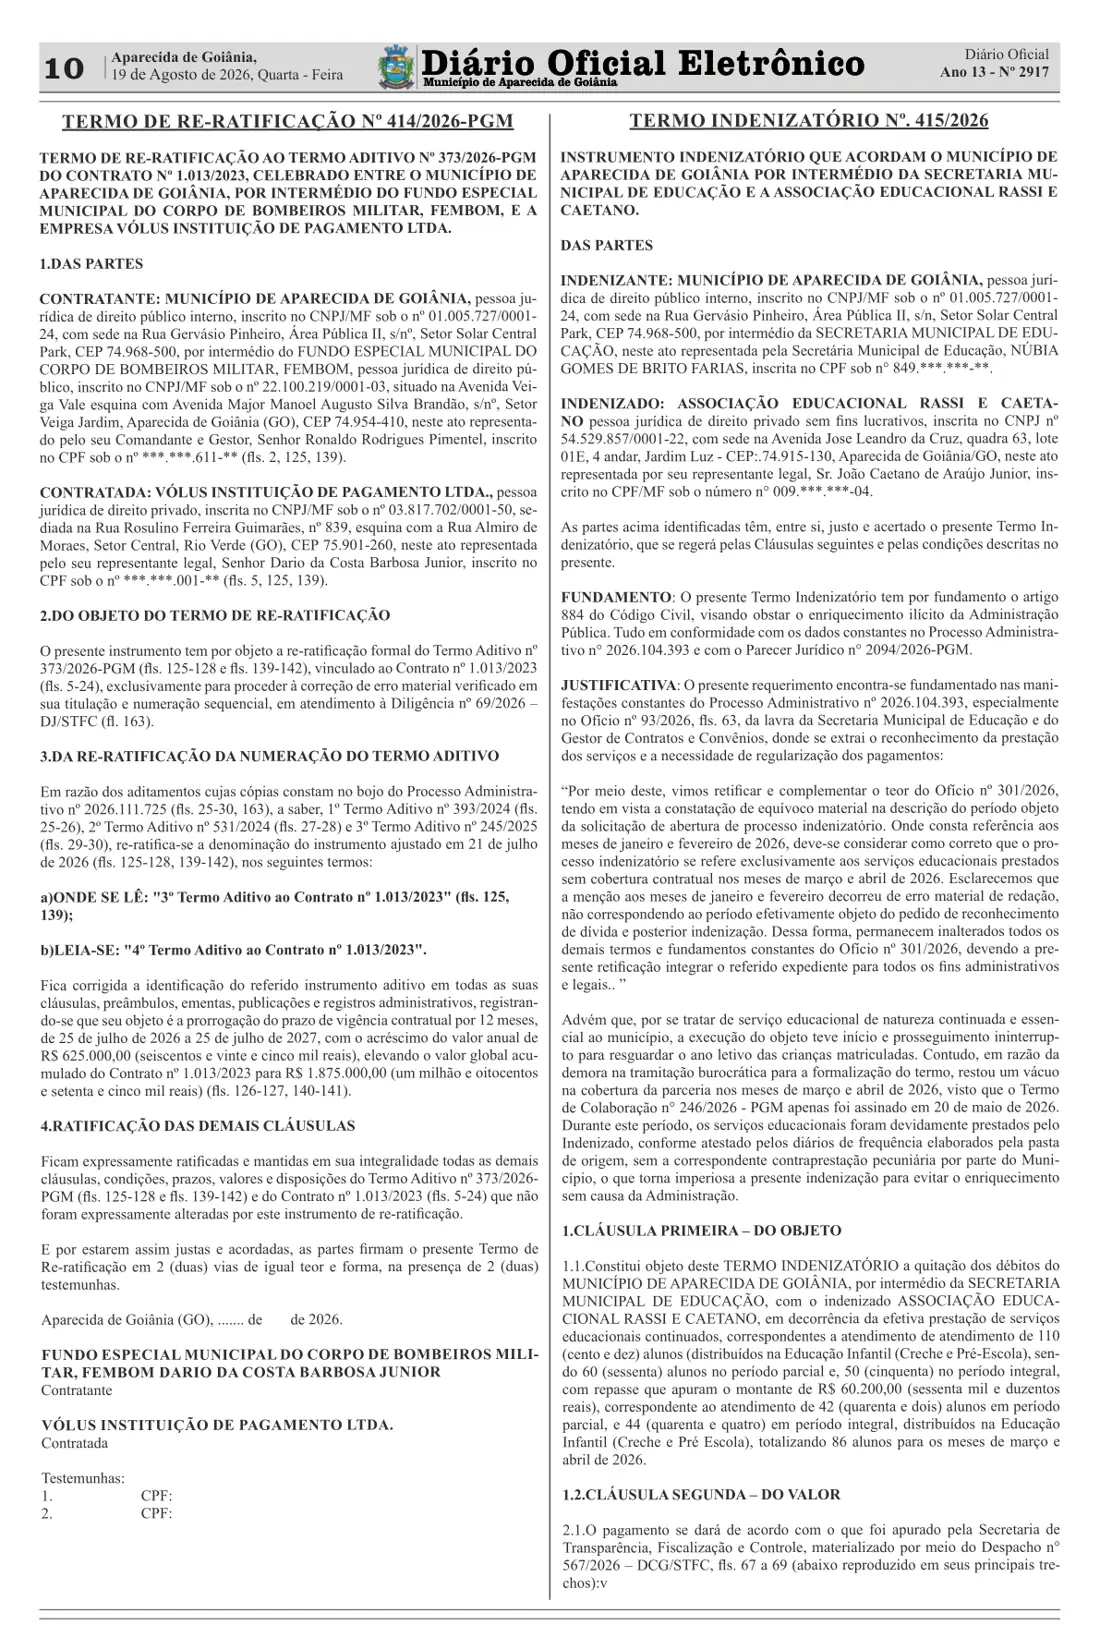 10
Aparecida de Goiânia,
19 de Agosto de 2026, Quarta - Feira
Diário Oficial Eletrônico
Município de Aparecida de Goiânia
Diário Oficial
Ano 13 - Nº 2917
TERMO DE RE-RATIFICAÇÃO Nº 414/2026-PGM
TERMO DE RE-RATIFICAÇÃO AO TERMO ADITIVO Nº 373/2026-PGM
DO CONTRATO Nº 1.013/2023, CELEBRADO ENTRE O MUNICÍPIO DE
APARECIDA DE GOIÂNIA, POR INTERMÉDIO DO FUNDO ESPECIAL
MUNICIPAL DO CORPO DE BOMBEIROS MILITAR, FEMBOM, E A
EMPRESA VÓLUS INSTITUIÇÃO DE PAGAMENTO LTDA.
1.DAS PARTES
CONTRATANTE: MUNICÍPIO DE APARECIDA DE GOIÂNIA, pessoa ju-
rídica de direito público interno, inscrito no CNPJ/MF sob o nº 01.005.727/0001-
24, com sede na Rua Gervásio Pinheiro, Área Pública II, s/nº, Setor Solar Central
Park, CEP 74.968-500, por intermédio do FUNDO ESPECIAL MUNICIPAL DO
CORPO DE BOMBEIROS MILITAR, FEMBOM, pessoa jurídica de direito pú-
blico, inscrito no CNPJ/MF sob o nº 22.100.219/0001-03, situado na Avenida Vei-
ga Vale esquina com Avenida Major Manoel Augusto Silva Brandão, s/nº, Setor
Veiga Jardim, Aparecida de Goiânia (GO), CEP 74.954-410, neste ato representa-
do pelo seu Comandante e Gestor, Senhor Ronaldo Rodrigues Pimentel, inscrito
no CPF sob o nº ***.***.611-** (fls. 2, 125, 139).
CONTRATADA: VÓLUS INSTITUIÇÃO DE PAGAMENTO LTDA., pessoa
jurídica de direito privado, inscrita no CNPJ/MF sob o nº 03.817.702/0001-50, se-
diada na Rua Rosulino Ferreira Guimarães, nº 839, esquina com a Rua Almiro de
Moraes, Setor Central, Rio Verde (GO), CEP 75.901-260, neste ato representada
pelo seu representante legal, Senhor Dario da Costa Barbosa Junior, inscrito no
CPF sob o nº ***.***.001-** (fls. 5, 125, 139).
2.DO OBJETO DO TERMO DE RE-RATIFICAÇÃO
O presente instrumento tem por objeto a re-ratificação formal do Termo Aditivo nº
373/2026-PGM (fls. 125-128 e fls. 139-142), vinculado ao Contrato nº 1.013/2023
(fls. 5-24), exclusivamente para proceder à correção de erro material verificado em
sua titulação e numeração sequencial, em atendimento à Diligência nº 69/2026 –
DJ/STFC (fl. 163).
3.DA RE-RATIFICAÇÃO DA NUMERAÇÃO DO TERMO ADITIVO
Em razão dos aditamentos cujas cópias constam no bojo do Processo Administra-
tivo nº 2026.111.725 (fls. 25-30, 163), a saber, 1º Termo Aditivo nº 393/2024 (fls.
25-26), 2º Termo Aditivo nº 531/2024 (fls. 27-28) e 3º Termo Aditivo nº 245/2025
(fls. 29-30), re-ratifica-se a denominação do instrumento ajustado em 21 de julho
de 2026 (fls. 125-128, 139-142), nos seguintes termos:
a)ONDE SE LÊ: "3º Termo Aditivo ao Contrato nº 1.013/2023" (fls. 125,
139);
b)LEIA-SE: "4º Termo Aditivo ao Contrato nº 1.013/2023".
Fica corrigida a identificação do referido instrumento aditivo em todas as suas
cláusulas, preâmbulos, ementas, publicações e registros administrativos, registran-
do-se que seu objeto é a prorrogação do prazo de vigência contratual por 12 meses,
de 25 de julho de 2026 a 25 de julho de 2027, com o acréscimo do valor anual de
R$ 625.000,00 (seiscentos e vinte e cinco mil reais), elevando o valor global acu-
mulado do Contrato nº 1.013/2023 para R$ 1.875.000,00 (um milhão e oitocentos
e setenta e cinco mil reais) (fls. 126-127, 140-141).
4.RATIFICAÇÃO DAS DEMAIS CLÁUSULAS
Ficam expressamente ratificadas e mantidas em sua integralidade todas as demais
cláusulas, condições, prazos, valores e disposições do Termo Aditivo nº 373/2026-
PGM (fls. 125-128 e fls. 139-142) e do Contrato nº 1.013/2023 (fls. 5-24) que não
foram expressamente alteradas por este instrumento de re-ratificação.
E por estarem assim justas e acordadas, as partes firmam o presente Termo de
Re-ratificação em 2 (duas) vias de igual teor e forma, na presença de 2 (duas)
testemunhas.
Aparecida de Goiânia (GO), ....... de de 2026.
FUNDO ESPECIAL MUNICIPAL DO CORPO DE BOMBEIROS MILI-
TAR, FEMBOM DARIO DA COSTA BARBOSA JUNIOR
Contratante
VÓLUS INSTITUIÇÃO DE PAGAMENTO LTDA.
Contratada
Testemunhas:
1. CPF:
2. CPF:
TERMO INDENIZATÓRIO Nº. 415/2026
INSTRUMENTO INDENIZATÓRIO QUE ACORDAM O MUNICÍPIO DE
APARECIDA DE GOIÂNIA POR INTERMÉDIO DA SECRETARIA MU-
NICIPAL DE EDUCAÇÃO E A ASSOCIAÇÃO EDUCACIONAL RASSI E
CAETANO.
DAS PARTES
INDENIZANTE: MUNICÍPIO DE APARECIDA DE GOIÂNIA, pessoa jurí-
dica de direito público interno, inscrito no CNPJ/MF sob o nº 01.005.727/0001-
24, com sede na Rua Gervásio Pinheiro, Área Pública II, s/n, Setor Solar Central
Park, CEP 74.968-500, por intermédio da SECRETARIA MUNICIPAL DE EDU-
CAÇÃO, neste ato representada pela Secretária Municipal de Educação, NÚBIA
GOMES DE BRITO FARIAS, inscrita no CPF sob n° 849.***.***-**.
INDENIZADO: ASSOCIAÇÃO EDUCACIONAL RASSI E CAETA-
NO pessoa jurídica de direito privado sem fins lucrativos, inscrita no CNPJ nº
54.529.857/0001-22, com sede na Avenida Jose Leandro da Cruz, quadra 63, lote
01E, 4 andar, Jardim Luz - CEP:.74.915-130, Aparecida de Goiânia/GO, neste ato
representada por seu representante legal, Sr. João Caetano de Araújo Junior, ins-
crito no CPF/MF sob o número n° 009.***.***-04.
As partes acima identificadas têm, entre si, justo e acertado o presente Termo In-
denizatório, que se regerá pelas Cláusulas seguintes e pelas condições descritas no
presente.
FUNDAMENTO: O presente Termo Indenizatório tem por fundamento o artigo
884 do Código Civil, visando obstar o enriquecimento ilícito da Administração
Pública. Tudo em conformidade com os dados constantes no Processo Administra-
tivo n° 2026.104.393 e com o Parecer Jurídico n° 2094/2026-PGM.
JUSTIFICATIVA: O presente requerimento encontra-se fundamentado nas mani-
festações constantes do Processo Administrativo nº 2026.104.393, especialmente
no Ofício nº 93/2026, fls. 63, da lavra da Secretaria Municipal de Educação e do
Gestor de Contratos e Convênios, donde se extrai o reconhecimento da prestação
dos serviços e a necessidade de regularização dos pagamentos:
“Por meio deste, vimos retificar e complementar o teor do Ofício nº 301/2026,
tendo em vista a constatação de equívoco material na descrição do período objeto
da solicitação de abertura de processo indenizatório. Onde consta referência aos
meses de janeiro e fevereiro de 2026, deve-se considerar como correto que o pro-
cesso indenizatório se refere exclusivamente aos serviços educacionais prestados
sem cobertura contratual nos meses de março e abril de 2026. Esclarecemos que
a menção aos meses de janeiro e fevereiro decorreu de erro material de redação,
não correspondendo ao período efetivamente objeto do pedido de reconhecimento
de dívida e posterior indenização. Dessa forma, permanecem inalterados todos os
demais termos e fundamentos constantes do Ofício nº 301/2026, devendo a pre-
sente retificação integrar o referido expediente para todos os fins administrativos
e legais.. ”
Advém que, por se tratar de serviço educacional de natureza continuada e essen-
cial ao município, a execução do objeto teve início e prosseguimento ininterrup-
to para resguardar o ano letivo das crianças matriculadas. Contudo, em razão da
demora na tramitação burocrática para a formalização do termo, restou um vácuo
na cobertura da parceria nos meses de março e abril de 2026, visto que o Termo
de Colaboração n° 246/2026 - PGM apenas foi assinado em 20 de maio de 2026.
Durante este período, os serviços educacionais foram devidamente prestados pelo
Indenizado, conforme atestado pelos diários de frequência elaborados pela pasta
de origem, sem a correspondente contraprestação pecuniária por parte do Muni-
cípio, o que torna imperiosa a presente indenização para evitar o enriquecimento
sem causa da Administração.
1.CLÁUSULA PRIMEIRA – DO OBJETO
1.1.Constitui objeto deste TERMO INDENIZATÓRIO a quitação dos débitos do
MUNICÍPIO DE APARECIDA DE GOIÂNIA, por intermédio da SECRETARIA
MUNICIPAL DE EDUCAÇÃO, com o indenizado ASSOCIAÇÃO EDUCA-
CIONAL RASSI E CAETANO, em decorrência da efetiva prestação de serviços
educacionais continuados, correspondentes a atendimento de atendimento de 110
(cento e dez) alunos (distribuídos na Educação Infantil (Creche e Pré-Escola), sen-
do 60 (sessenta) alunos no período parcial e, 50 (cinquenta) no período integral,
com repasse que apuram o montante de R$ 60.200,00 (sessenta mil e duzentos
reais), correspondente ao atendimento de 42 (quarenta e dois) alunos em período
parcial, e 44 (quarenta e quatro) em período integral, distribuídos na Educação
Infantil (Creche e Pré Escola), totalizando 86 alunos para os meses de março e
abril de 2026.
1.2.CLÁUSULA SEGUNDA – DO VALOR
2.1.O pagamento se dará de acordo com o que foi apurado pela Secretaria de
Transparência, Fiscalização e Controle, materializado por meio do Despacho n°
567/2026 – DCG/STFC, fls. 67 a 69 (abaixo reproduzido em seus principais tre-
chos):v